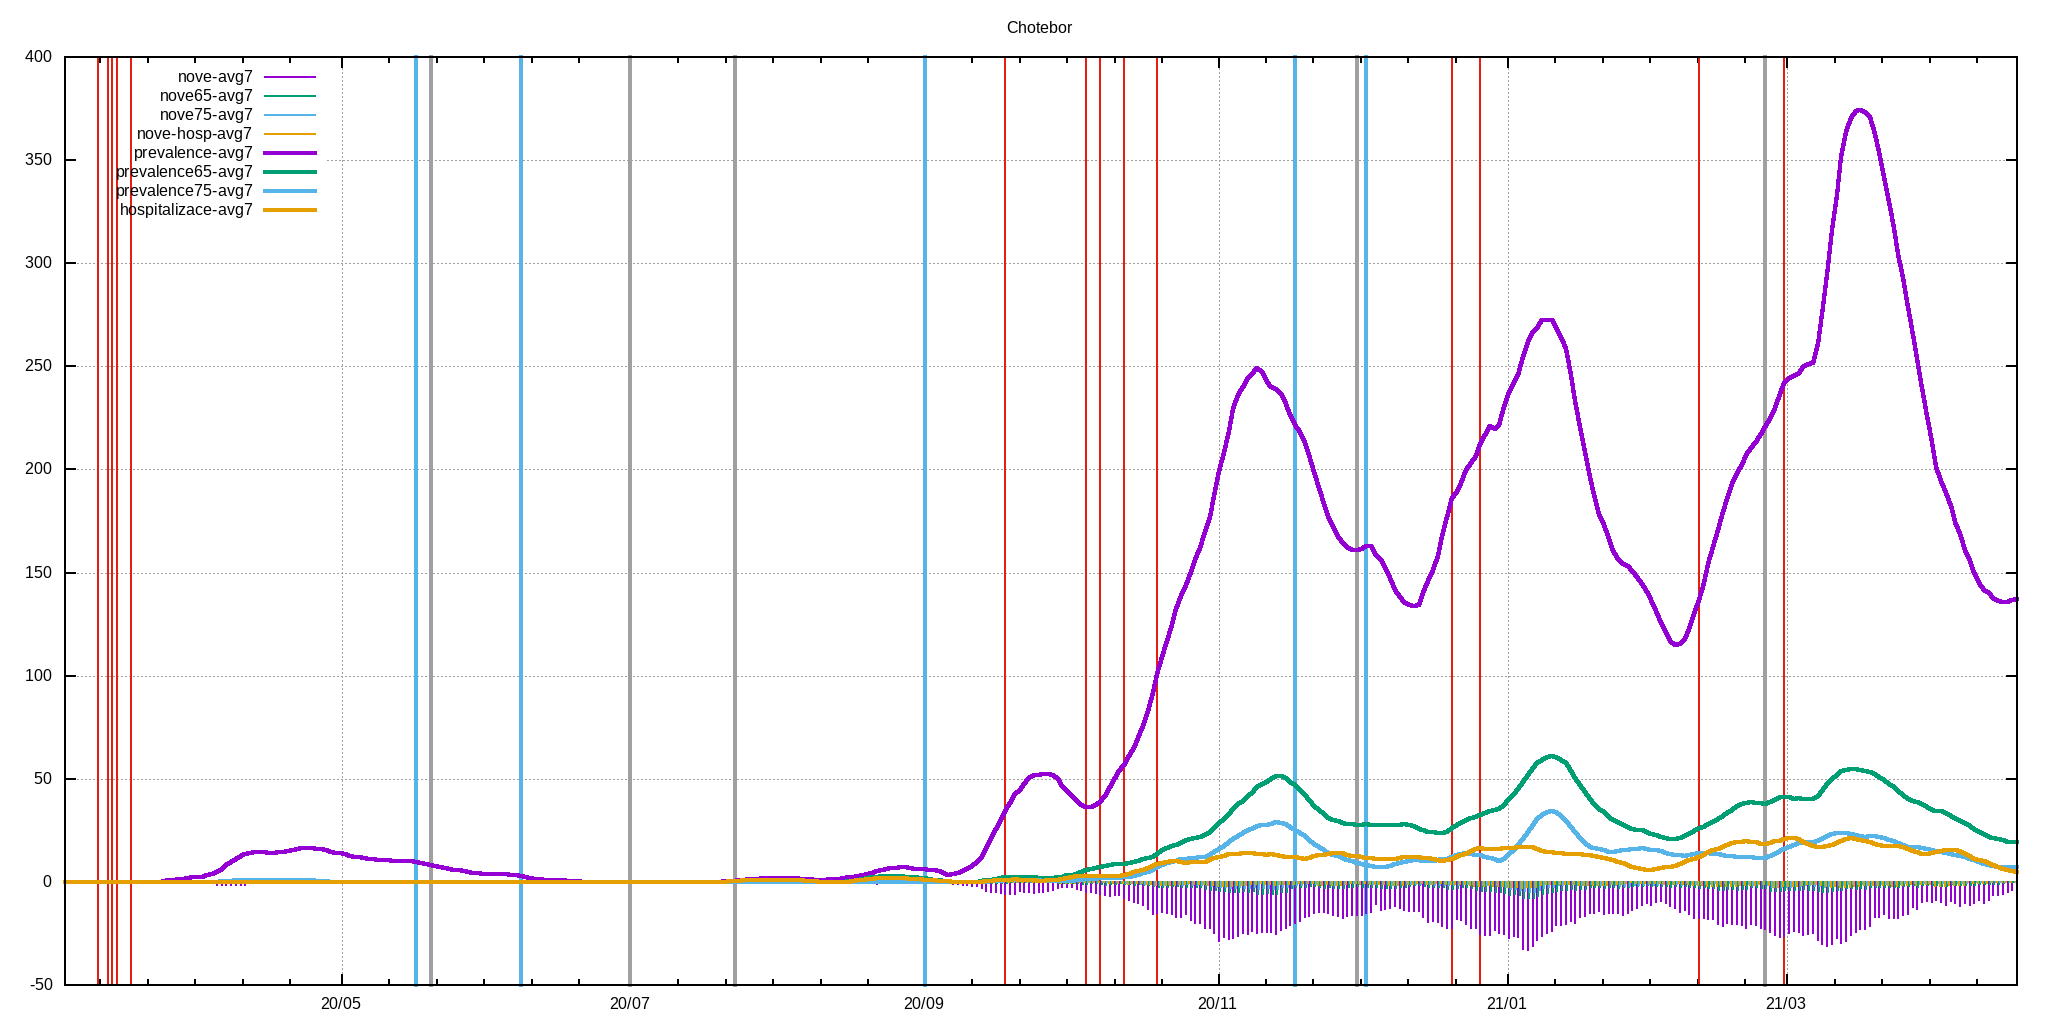 Chotebor
400
350
300
250
200
150
100
50
0
-50
nove-avg7
nove65-avg7
nove75-avg7
nove-hosp-avg7
prevalence-avg7
prevalence65-avg7
prevalence75-avg7
hospitalizace-avg7
20/05 20/07 20/09 20/11 21/01 21/03